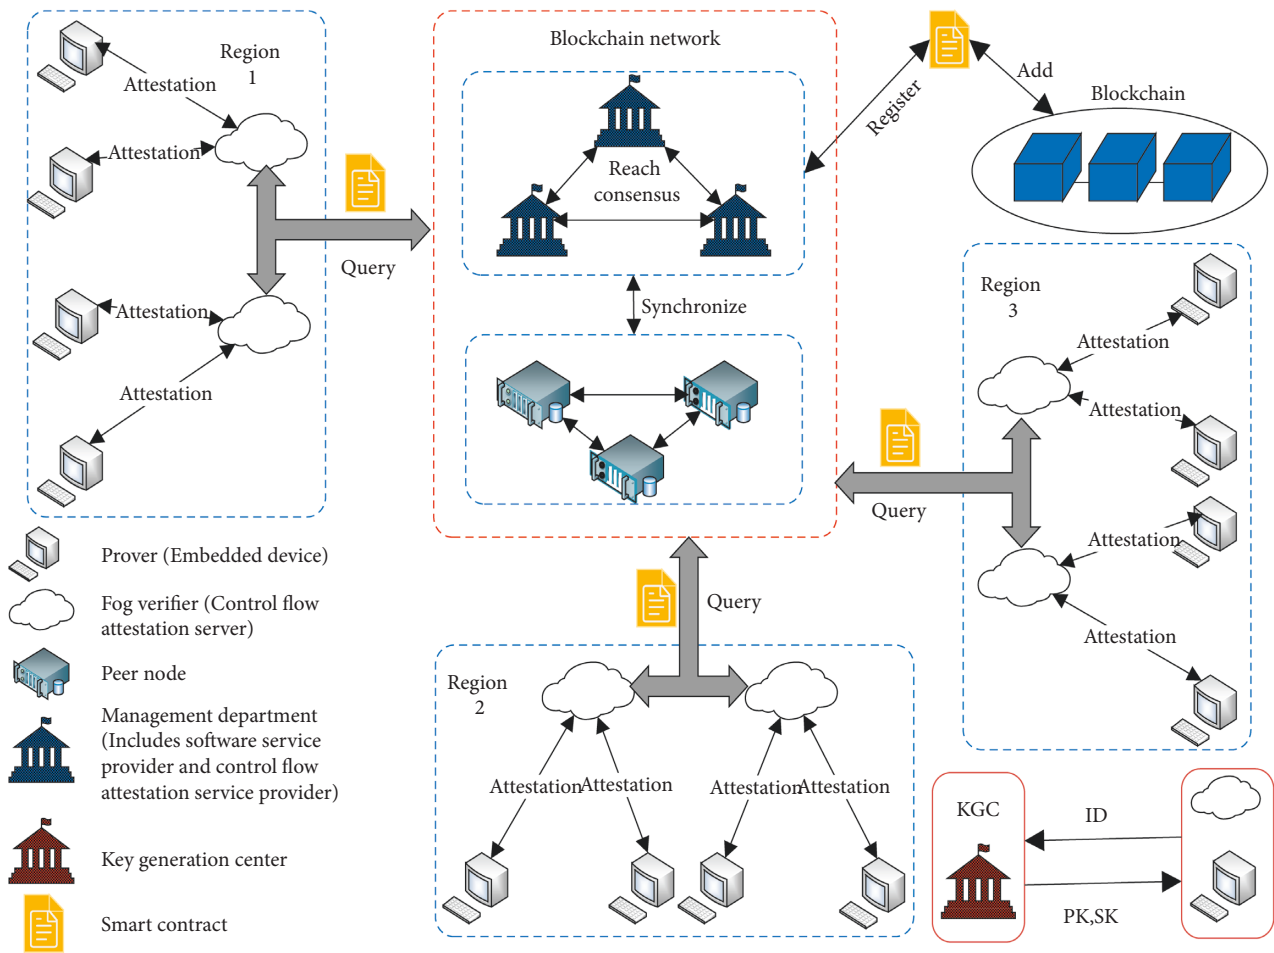 Region
1
Attestation
Attestation
Attestation
Attestation
Query
Blockchain network
Reach
consensus
Synchronize
Register
Add
Blockchain
Region
3
Attestation
Attestation
Attestation
Attestation
Query
Query
Region
2
Attestation
Attestation
Attestation
Attestation
Prover (Embedded device)
Fog verifier (Control flow
attestation server)
Peer node
Management department
(Includes software service
provider and control flow
attestation service provider)
Key generation center
Smart contract
KGC
ID
PK,SK